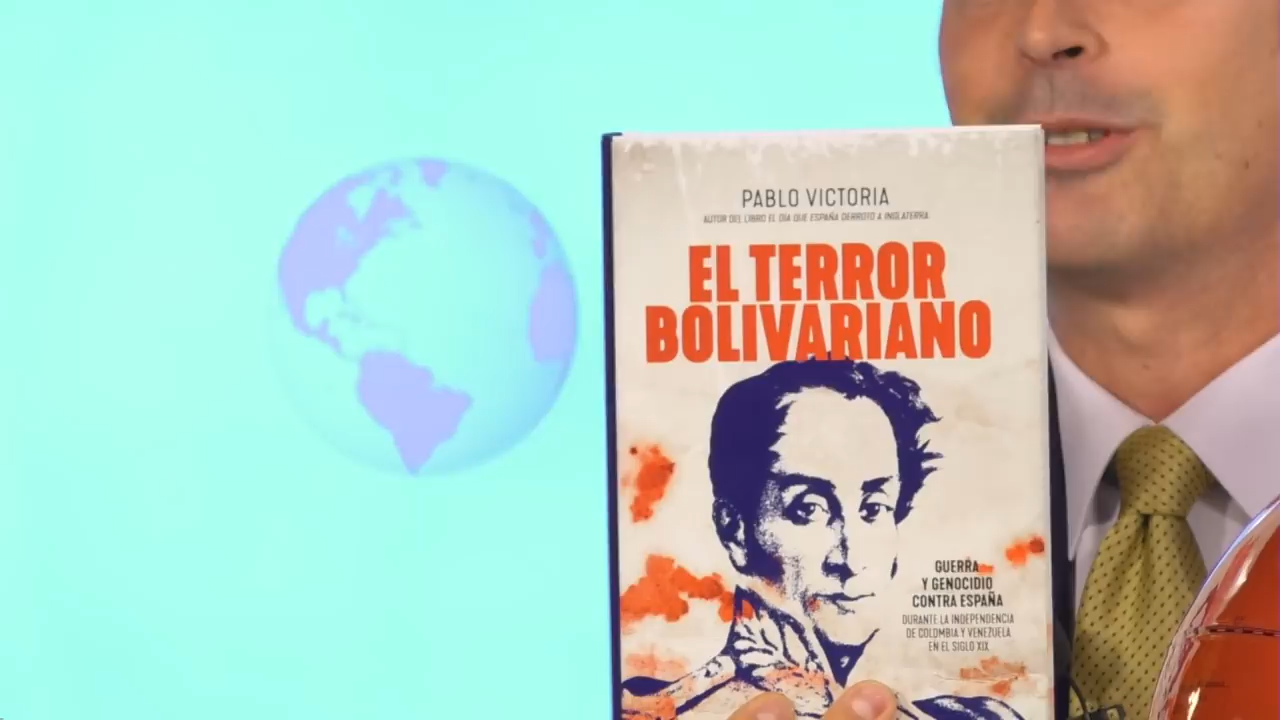 PABLO VICTORIA
AUTOR DEL LIBRO EL DÍA QUE ESPAÑA DERROTÓ A INGLATERRA
EL TERROR
BOLIVARIANO
GUERRA
Y GENOCIDIO
CONTRA ESPAÑA
DURANTE LA INDEPENDENCIA
DE COLOMBIA Y VENEZUELA
EN EL SIGLO XIX